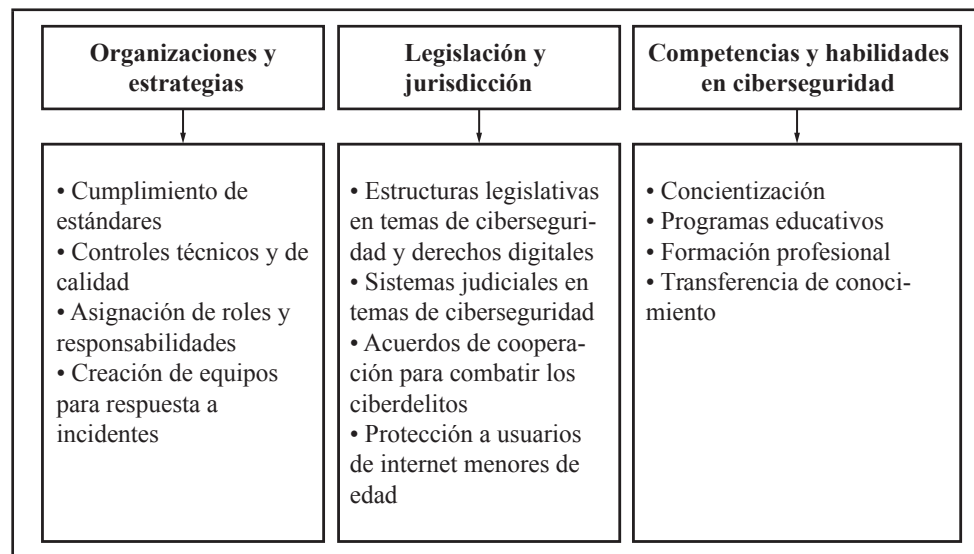 Organizaciones y
estrategias
• Cumplimiento de
estándares
• Controles técnicos y de
calidad
• Asignación de roles y
responsabilidades
• Creación de equipos
para respuesta a
incidentes
Legislación y
jurisdicción
• Estructuras legislativas
en temas de ciberseguri-
dad y derechos digitales
• Sistemas judiciales en
temas de ciberseguridad
• Acuerdos de coopera-
ción para combatir los
ciberdelitos
• Protección a usuarios
de internet menores de
edad
Competencias y habilidades
en ciberseguridad
• Concientización
• Programas educativos
• Formación profesional
• Transferencia de conoci-
miento